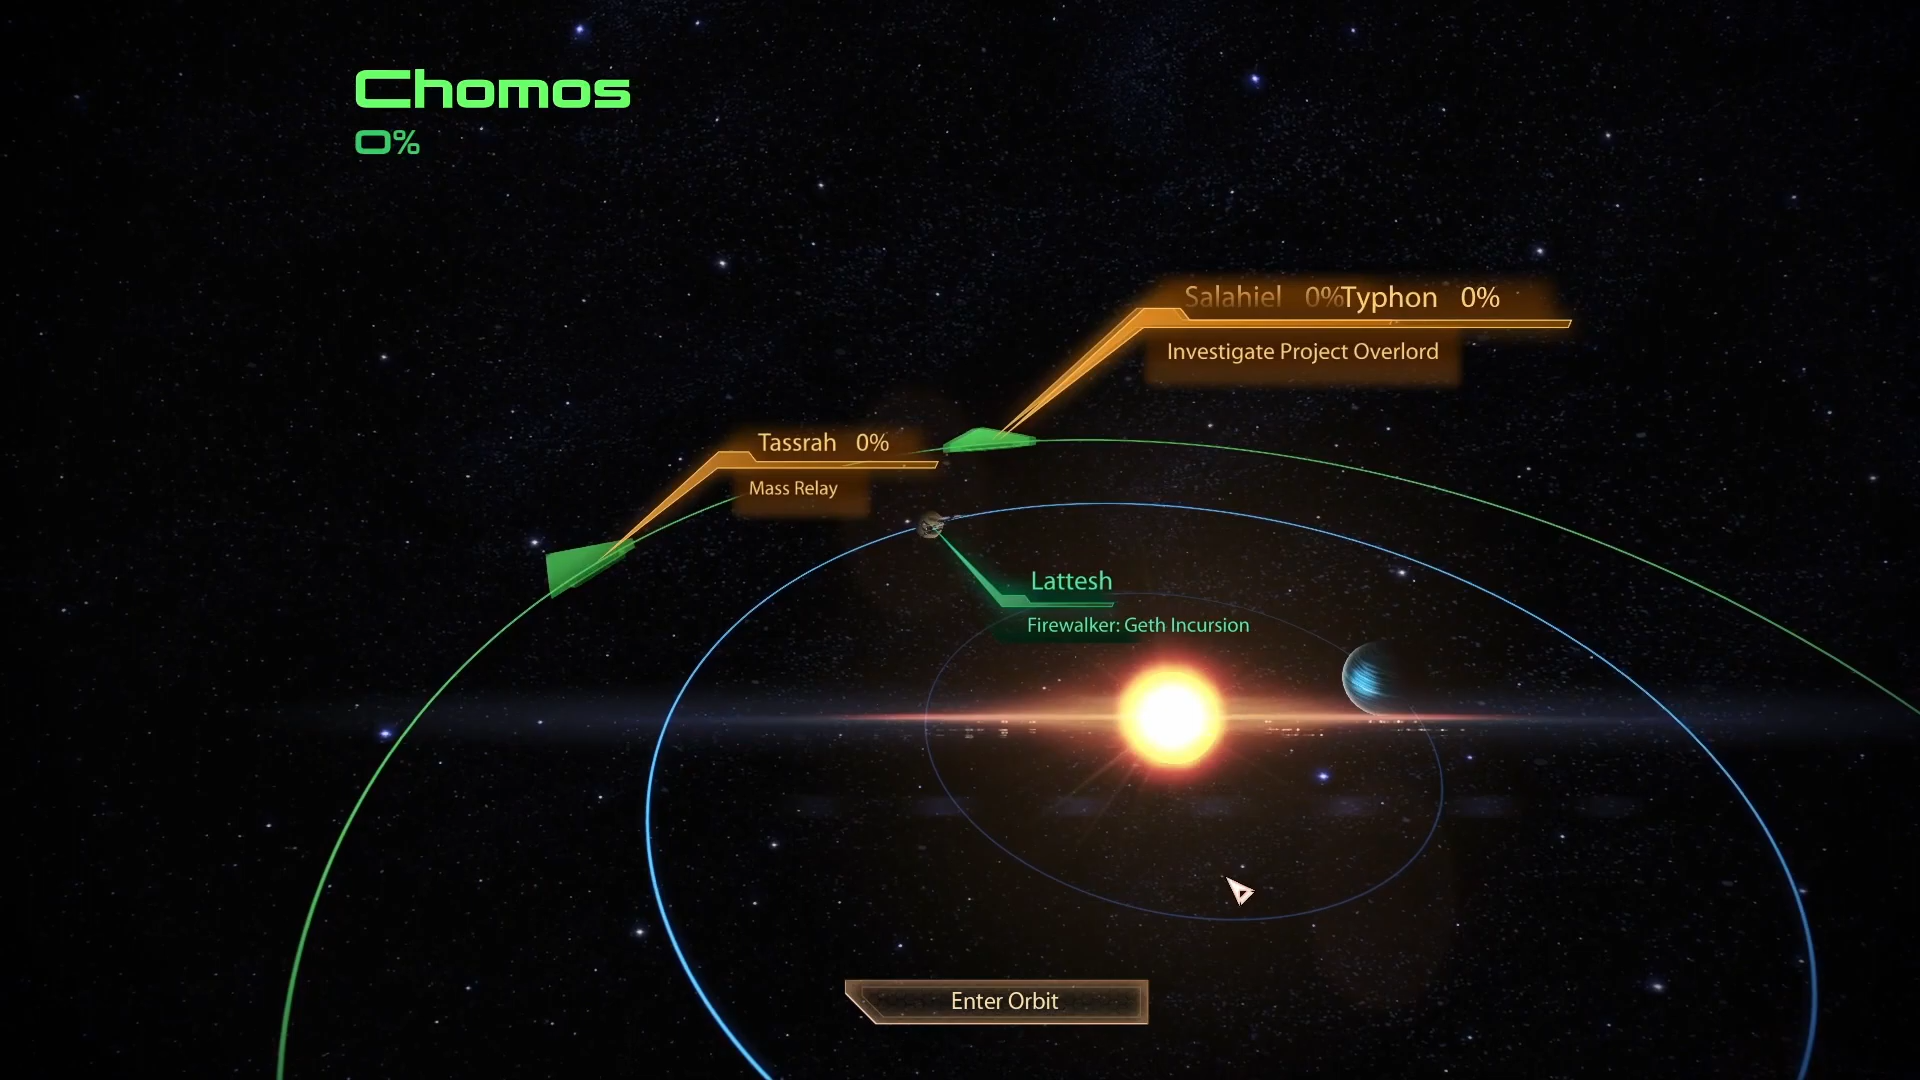 Chomos
0%
Salahiel 0%
Typhon 0%
Investigate Project Overlord
Tassrah 0%
Mass Relay
Lattesh
Firewalker: Geth Incursion
Enter Orbit